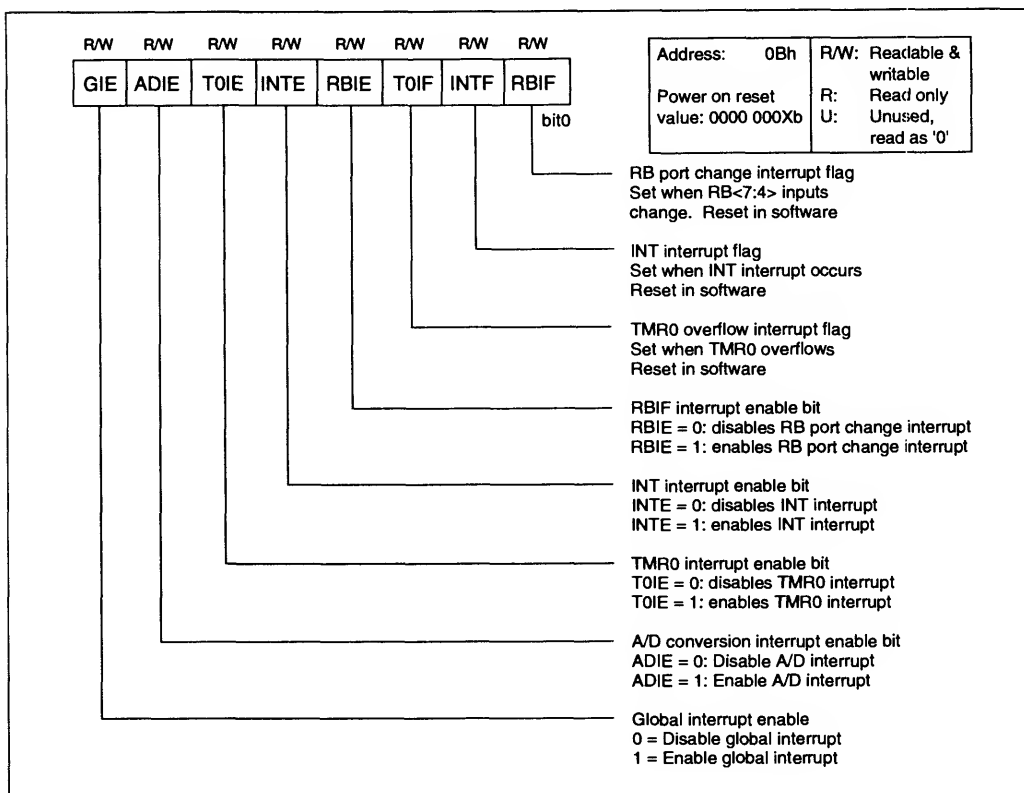 R/W R/W R/W R/W R/W R/W R/W R/W
GIE ADIE T0IE INTE RBIE T0IF INTF RBIF
bit0
Address: 0Bh
Power on reset
value: 0000 000Xb
R/W: Readable &
writable
R: Read only
U: Unused,
read as '0'
RB port change interrupt flag
Set when RB<7:4> inputs
change. Reset in software
INT interrupt flag
Set when INT interrupt occurs
Reset in software
TMR0 overflow interrupt flag
Set when TMR0 overflows
Reset in software
RBIF interrupt enable bit
RBIE = 0: disables RB port change interrupt
RBIE = 1: enables RB port change interrupt
INT interrupt enable bit
INTE = 0: disables INT interrupt
INTE = 1: enables INT interrupt
TMR0 interrupt enable bit
T0IE = 0: disables TMR0 interrupt
T0IE = 1: enables TMR0 interrupt
A/D conversion interrupt enable bit
ADIE = 0: Disable A/D interrupt
ADIE = 1: Enable A/D interrupt
Global interrupt enable
0 = Disable global interrupt
1 = Enable global interrupt